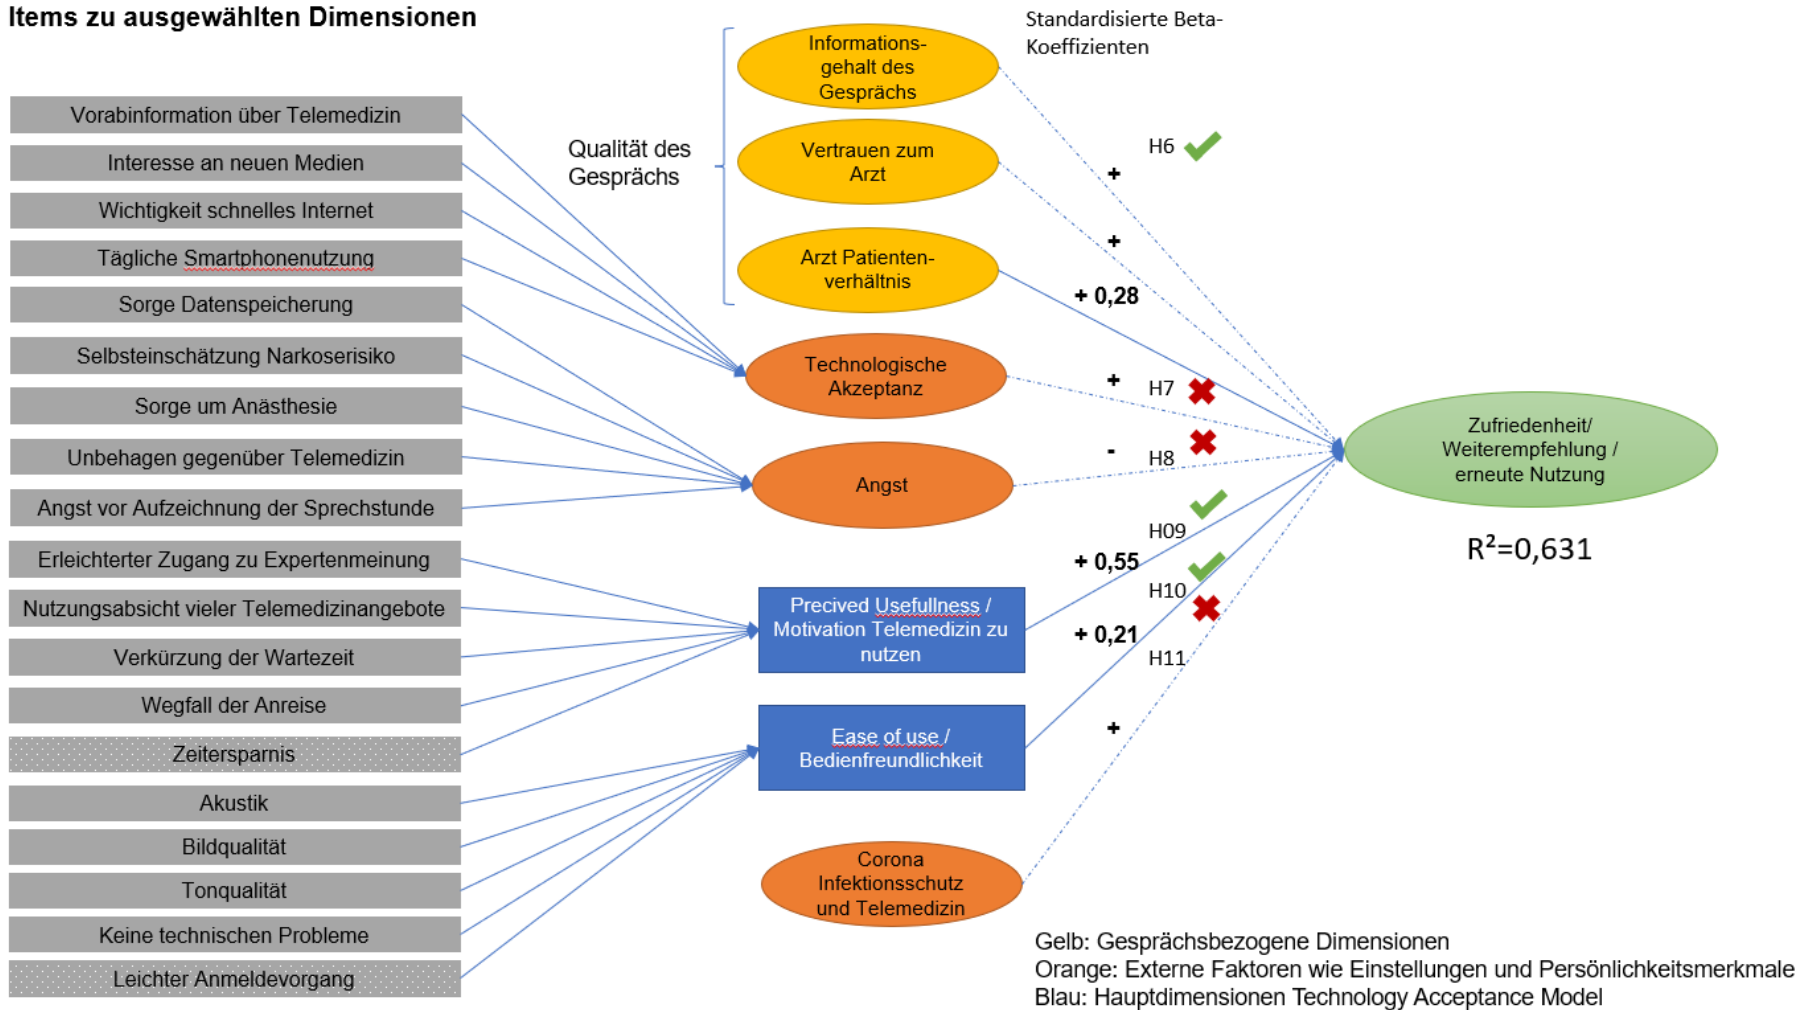 Items zu ausgewählten Dimensionen
Vorabinformation über Telemedizin
Interesse an neuen Medien
Wichtigkeit schnelles Internet
Tägliche Smartphonenutzung
Sorge Datenspeicherung
Selbsteinschätzung Narkoserisiko
Sorge um Anästhesie
Unbehagen gegenüber Telemedizin
Angst vor Aufzeichnung der Sprechstunde
Erleichterter Zugang zu Expertenmeinung
Nutzungsabsicht vieler Telemedizinangebote
Verkürzung der Wartezeit
Wegfall der Anreise
Zeitersparnis
Akustik
Bildqualität
Tonqualität
Keine technischen Probleme
Leichter Anmeldevorgang
Qualität des
Gesprächs
Informations-
gehalt des
Gesprächs
Vertrauen zum
Arzt
Arzt Patienten-
verhältnis
Technologische
Akzeptanz
Angst
Precived Usefullness /
Motivation Telemedizin zu
nutzen
Ease of use /
Bedienfreundlichkeit
Corona
Infektionsschutz
und Telemedizin
Standardisierte Beta-
Koeffizienten
H6
+
+
+ 0,28
+
H7
-
H8
H09
+ 0,55
H10
+ 0,21
H11
+
Zufriedenheit/
Weiterempfehlung /
erneute Nutzung
R²=0,631
Gelb: Gesprächsbezogene Dimensionen
Orange: Externe Faktoren wie Einstellungen und Persönlichkeitsmerkmale
Blau: Hauptdimensionen Technology Acceptance Model